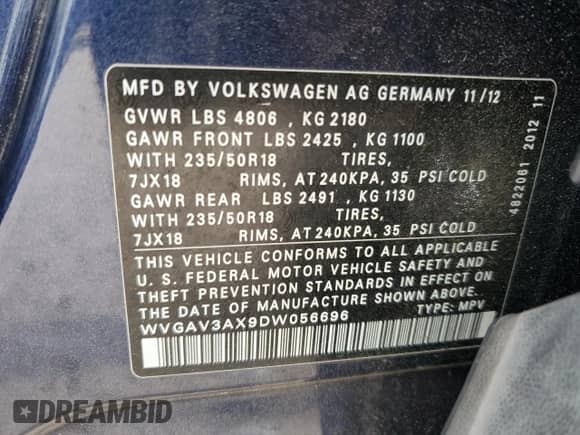 MFD BY VOLKSWAGEN AG GERMANY 11/12
GVWR LBS 4806 , KG 2180
GAWR FRONT LBS 2425 , KG 1100
WITH 235/50R18 TIRES,
7JX18 RIMS, AT 240KPA, 35 PSI COLD
GAWR REAR LBS 2491 , KG 1130
WITH 235/50R18 TIRES,
7JX18 RIMS, AT 240KPA, 35 PSI COLD
THIS VEHICLE CONFORMS TO ALL APPLICABLE
U. S. FEDERAL MOTOR VEHICLE SAFETY AND
THEFT PREVENTION STANDARDS IN EFFECT ON
THE DATE OF MANUFACTURE SHOWN ABOVE.
WVGAV3AX9DW056696 TYPE: MPV
4822061 2012 11
DREAMBID